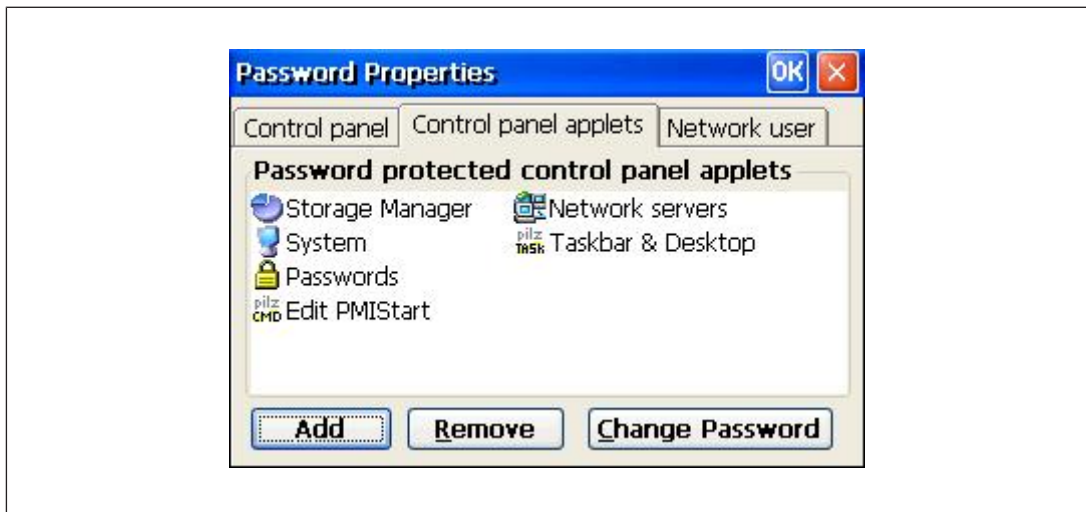 Password Properties OK
Control panel Control panel applets Network user
Password protected control panel applets
Storage Manager Network servers
System pilz TASK Taskbar & Desktop
Passwords
pilz CMD Edit PMIStart
Add Remove Change Password